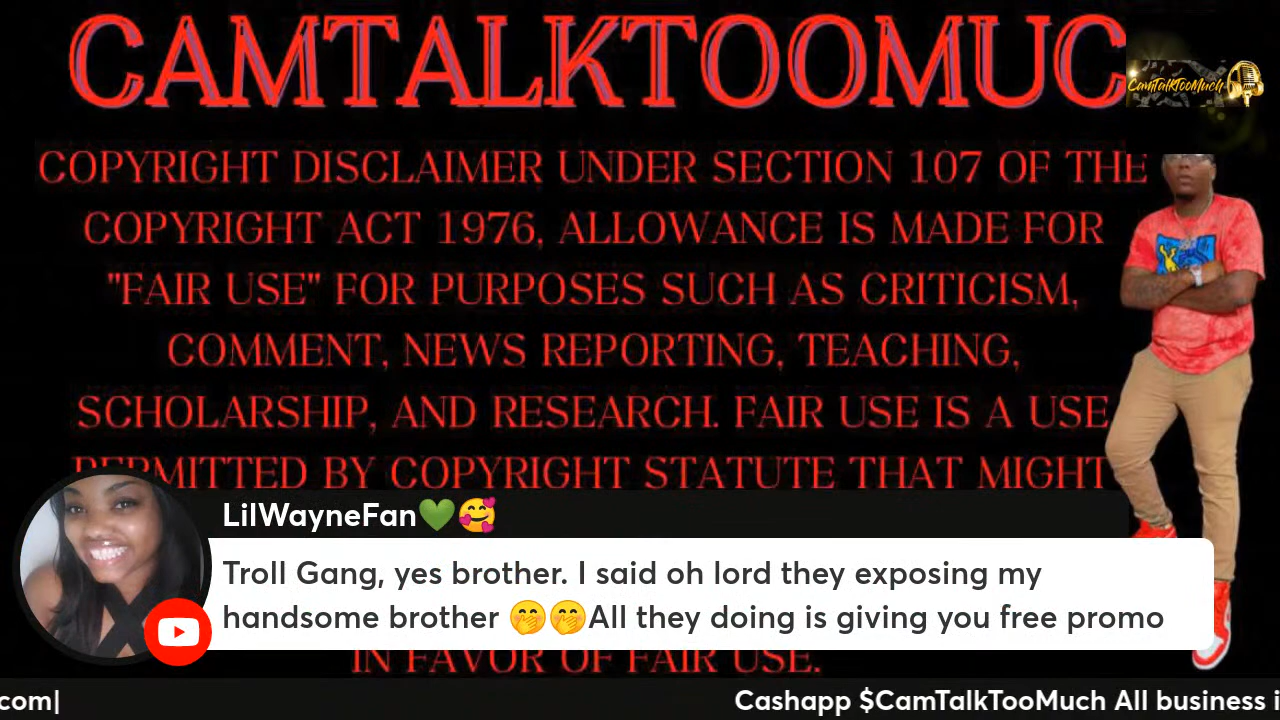 CAMTALKTOOMUC
CamTalkTooMuch
COPYRIGHT DISCLAIMER UNDER SECTION 107 OF THE
COPYRIGHT ACT 1976, ALLOWANCE IS MADE FOR
"FAIR USE" FOR PURPOSES SUCH AS CRITICISM,
COMMENT, NEWS REPORTING, TEACHING,
SCHOLARSHIP, AND RESEARCH. FAIR USE IS A USE
PERMITTED BY COPYRIGHT STATUTE THAT MIGHT
LilWayneFan💚🥰
Troll Gang, yes brother. I said oh lord they exposing my
handsome brother 🤭🤭All they doing is giving you free promo
IN FAVOR OF FAIR USE.
com| Cashapp $CamTalkTooMuch All business i